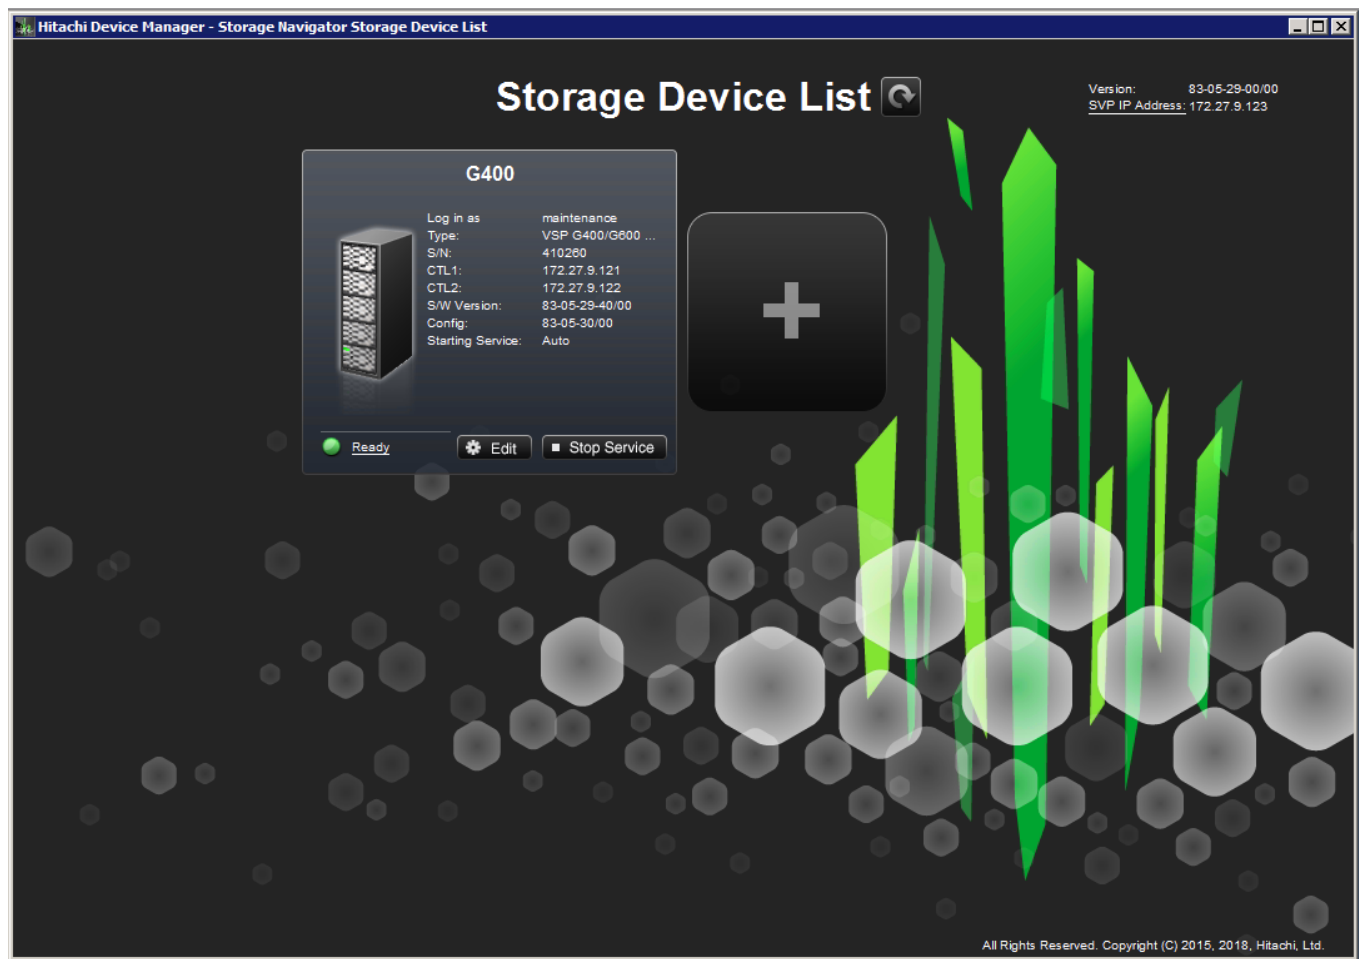 Hitachi Device Manager - Storage Navigator Storage Device List
Storage Device List
Version: 83-05-29-00/00
SVP IP Address: 172.27.9.123
G400
Log in as maintenance
Type: VSP G400/G600 ...
S/N: 410260
CTL1: 172.27.9.121
CTL2: 172.27.9.122
S/W Version: 83-05-29-40/00
Config: 83-05-30/00
Starting Service: Auto
Ready Edit Stop Service
All Rights Reserved. Copyright (C) 2015, 2018, Hitachi, Ltd.